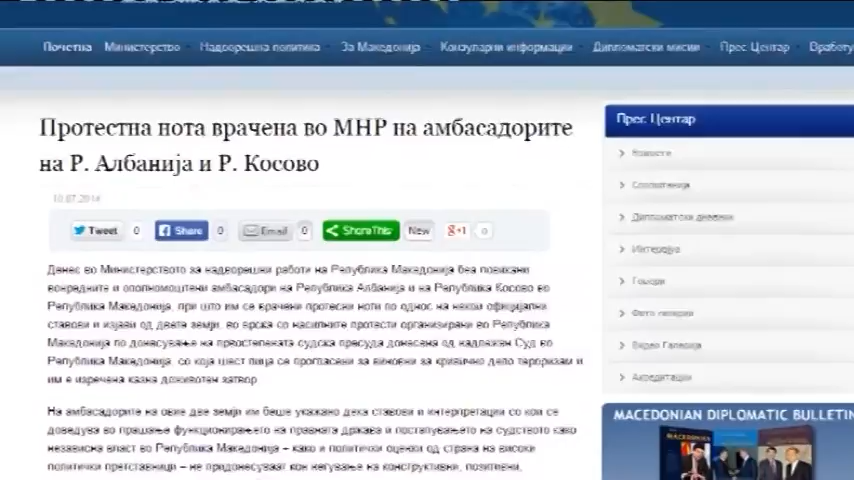 Почетна Министерство Надворешна политика За Македонија Конзуларни информации Дипломатски мисии Прес Центар Вработу
Протестна нота врачена во МНР на амбасадорите
на Р. Албанија и Р. Косово
10.07.2014
Tweet 0 Share 0 Email 0 ShareThis New g+1 0
Денес во Министерството за надворешни работи на Република Македонија беа повикани
вонредните и ополномоштени амбасадори на Република Албанија и на Република Косово во
Република Македонија, при што им се врачени протесни ноти по однос на некои официјални
ставови и изјави од двете земји, во врска со насилните протести организирани во Република
Македонија по донесување на првостепената судска пресуда донесена од надлежен Суд во
Република Македонија, со која шест лица се прогласени за виновни за кривично дело тероризам и
им е изречена казна доживотен затвор
На амбасадорите на овие две земји им беше укажано дека ставови и интерпретации со кои се
доведува во прашање функционирањето на правната држава и постапувањето на судството како
независна власт во Република Македонија – како и политички оценки од страна на високи
политички претставници – не придонесуваат кон негување на конструктивни, позитивни,
Прес Центар
Новости
Соопштенија
Дипломатски дневник
Интервјуа
Говори
Фото галерија
Видео Галерија
Акредитации
MACEDONIAN DIPLOMATIC BULLETIN
MACEDONIAN